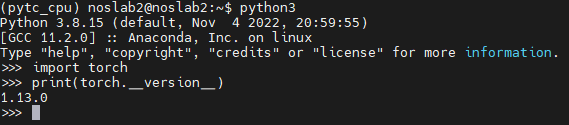 (pytc_cpu) noslab2@noslab2:~$ python3
Python 3.8.15 (default, Nov  4 2022, 20:59:55)
[GCC 11.2.0] :: Anaconda, Inc. on linux
Type "help", "copyright", "credits" or "license" for more information.
>>> import torch
>>> print(torch.__version__)
1.13.0
>>>